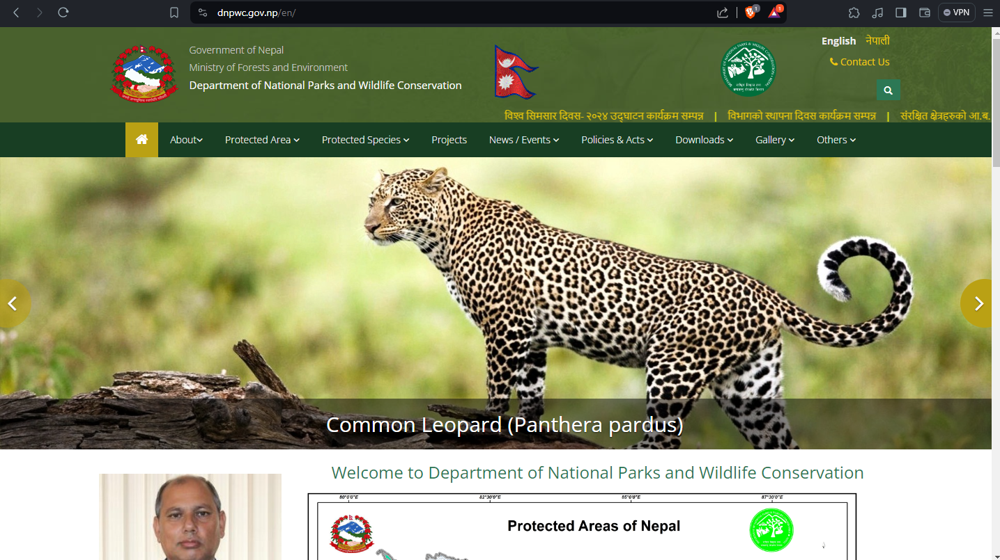 dnpwc.gov.np/en/
1
1
VPN
Government of Nepal
Ministry of Forests and Environment
Department of National Parks and Wildlife Conservation
English नेपाली
Contact Us
विश्व सिमसार दिवस- २०२४ उद्घाटन कार्यक्रम सम्पन्न | विभागको स्थापना दिवस कार्यक्रम सम्पन्न | संरक्षित क्षेत्रहरुको आ.ब.
About Protected Area Protected Species Projects News / Events Policies & Acts Downloads Gallery Others
Common Leopard (Panthera pardus)
Welcome to Department of National Parks and Wildlife Conservation
80°0'0"E 82°30'0"E 85°0'0"E 87°30'0"E
Protected Areas of Nepal